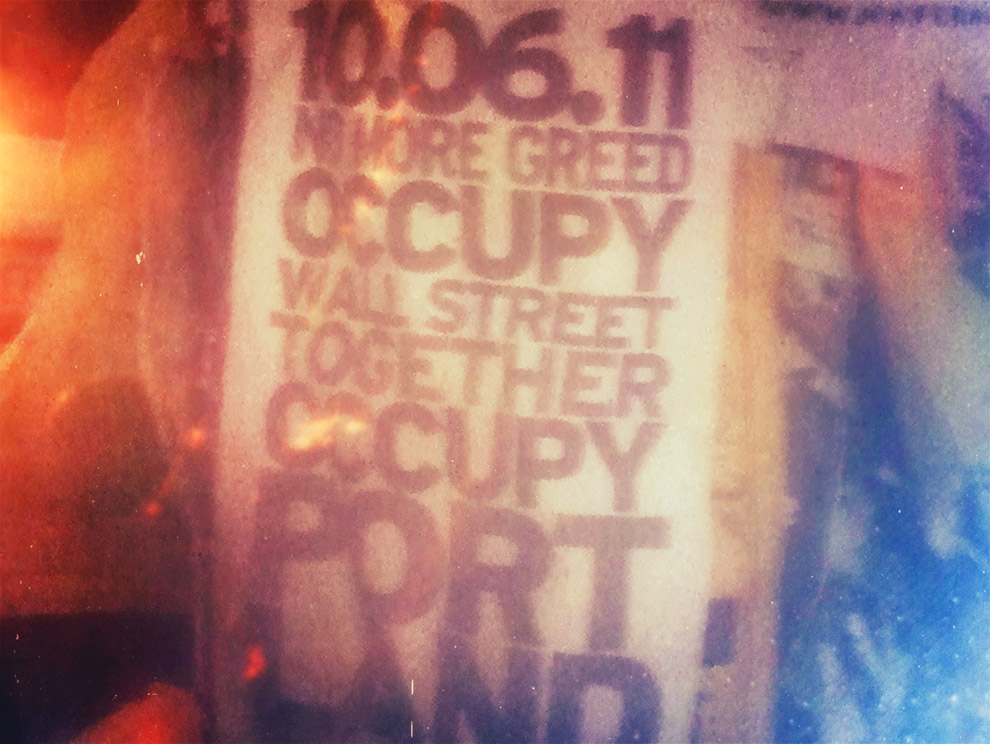 10.06.11
NO MORE GREED
OCCUPY
WALL STREET
TOGETHER
OCCUPY
PORT
LAND